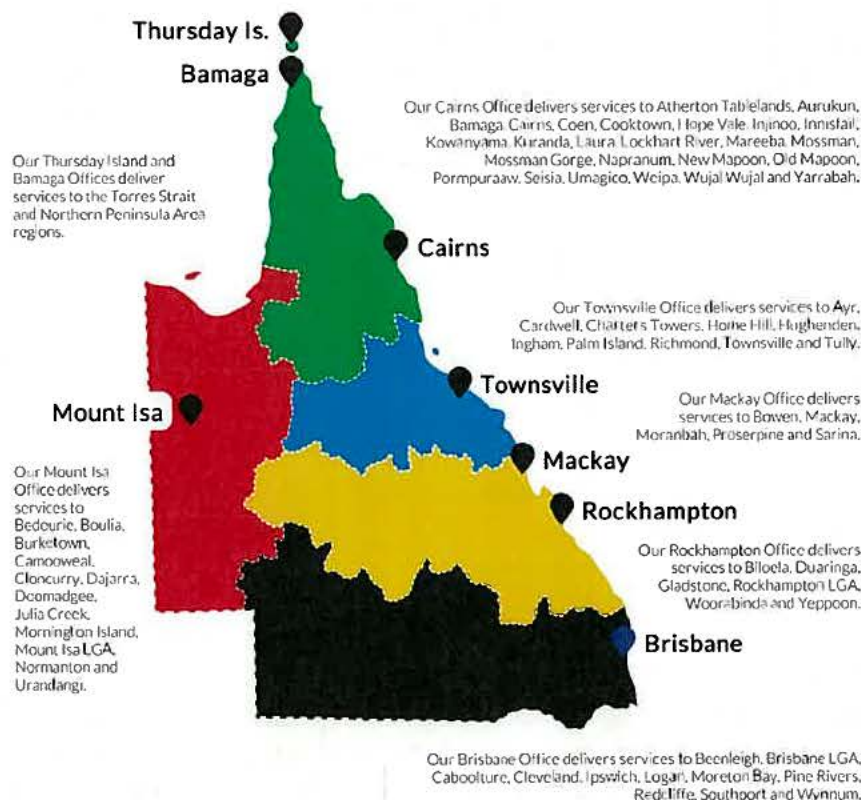 Thursday Is.
Bamaga
Our Cairns Office delivers services to Atherton Tablelands, Aurukun,
Bamaga, Cairns, Coen, Cooktown, Hope Vale, Injinoo, Innisfail,
Kowanyama, Kuranda, Laura, Lockhart River, Mareeba, Mossman,
Mossman Gorge, Napranum, New Mapoon, Old Mapoon,
Pormpuraaw, Seisia, Umagico, Weipa, Wujal Wujal and Yarrabah.
Our Thursday Island and
Bamaga Offices deliver
services to the Torres Strait
and Northern Peninsula Area
regions.
Cairns
Our Townsville Office delivers services to Ayr,
Cardwell, Charters Towers, Home Hill, Hughenden,
Ingham, Palm Island, Richmond, Townsville and Tully.
Townsville
Mount Isa
Our Mackay Office delivers
services to Bowen, Mackay,
Moranbah, Proserpine and Sarina.
Mackay
Our Mount Isa
Office delivers
services to
Bedourie, Boulia,
Burketown,
Camooweal,
Cloncurry, Dajarra,
Doomadgee,
Julia Creek,
Mornington Island,
Mount Isa LGA,
Normanton and
Urandangi.
Rockhampton
Our Rockhampton Office delivers
services to Biloela, Duaringa,
Gladstone, Rockhampton LGA,
Woorabinda and Yeppoon.
Brisbane
Our Brisbane Office delivers services to Beenleigh, Brisbane LGA,
Caboolture, Cleveland, Ipswich, Logan, Moreton Bay, Pine Rivers,
Redcliffe, Southport and Wynnum.